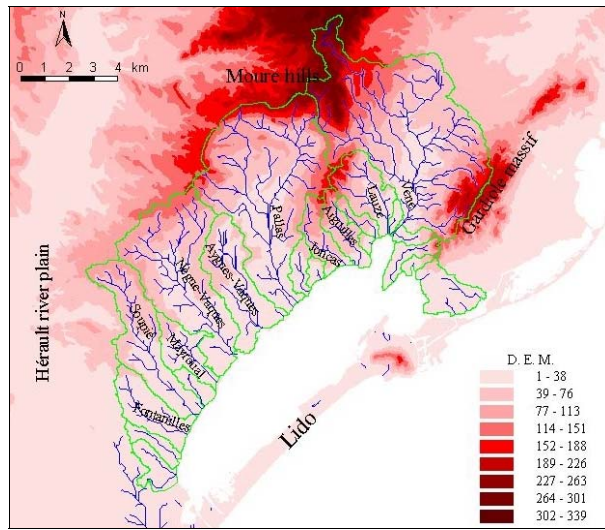 N
0 1 2 3 4 km
Moure hills
Gardiole massif
Vène
Lauze
Aiguilles
Joncas
Pallas
Aygues-Vaques
Nègue-Vaques
Soupié
Mayroual
Fontanilles
Hérault river plain
Lido
D. E. M.
1 - 38
39 - 76
77 - 113
114 - 151
152 - 188
189 - 226
227 - 263
264 - 301
302 - 339